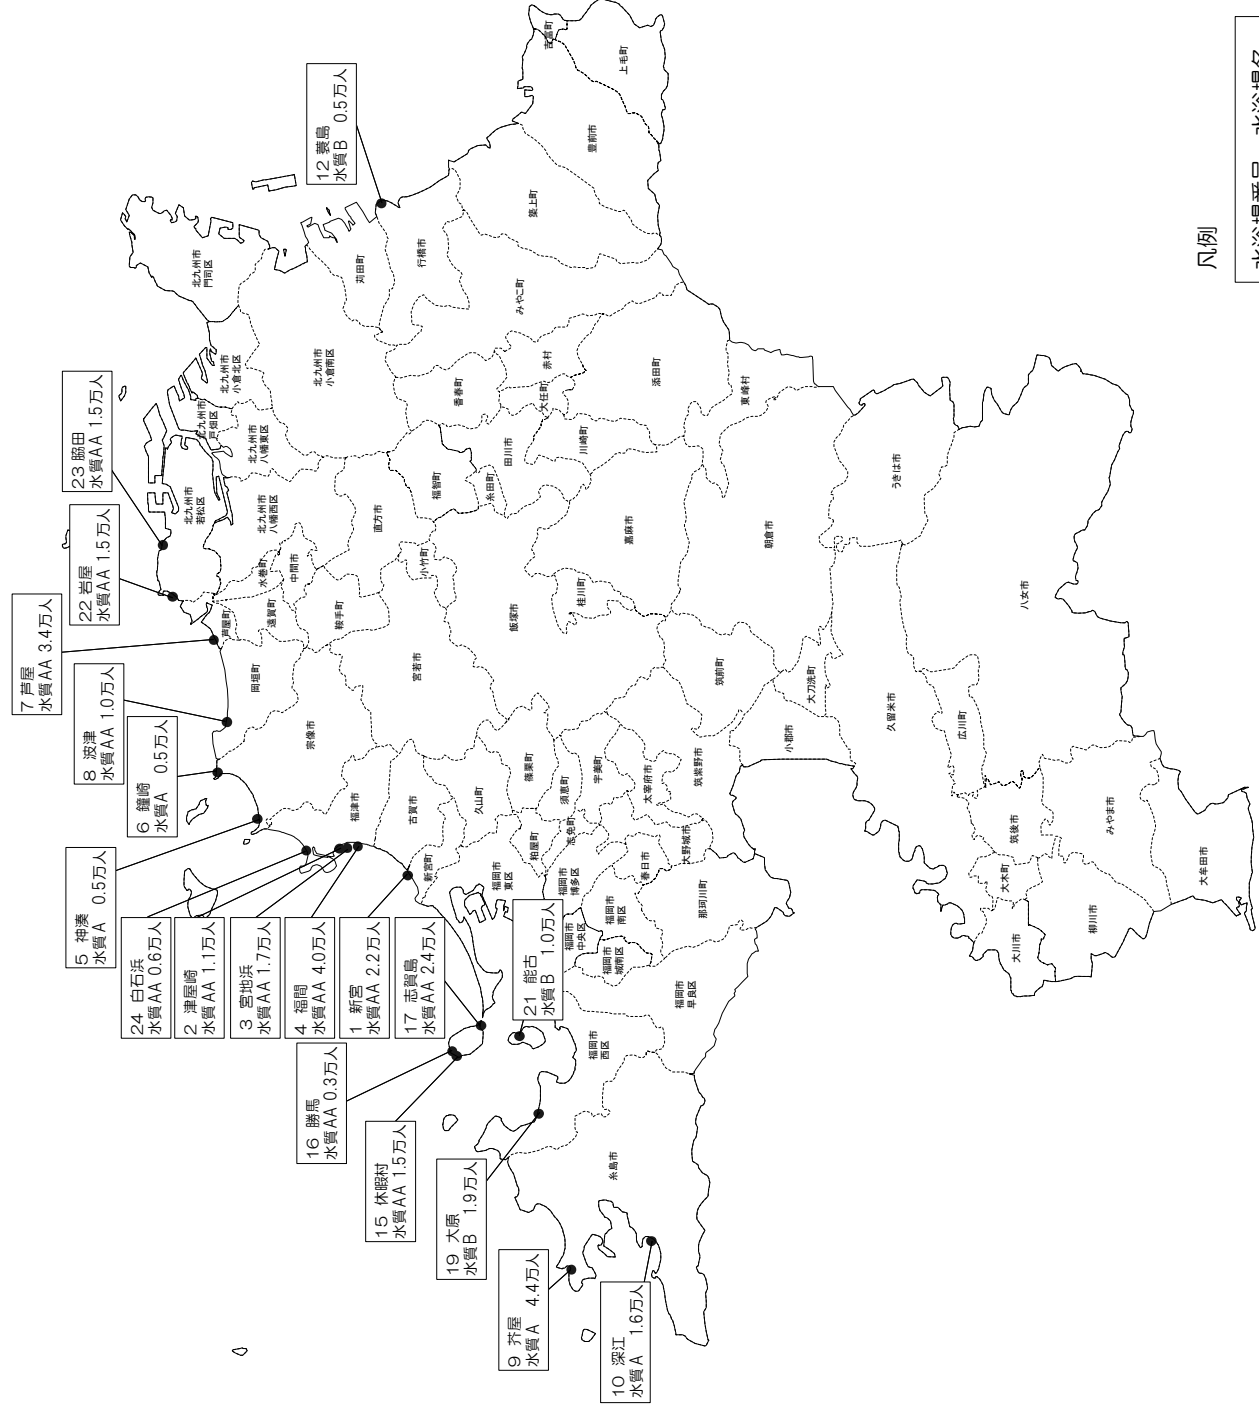 12 蓑島
水質B 0.5万人
23 脇田
水質AA 1.5万人
22 岩屋
水質AA 1.5万人
7 芦屋
水質AA 3.4万人
8 波津
水質AA 1.0万人
6 鐘崎
水質A 0.5万人
5 神湊
水質A 0.5万人
24 白石浜
水質AA 0.6万人
2 津屋崎
水質AA 1.1万人
3 宮地浜
水質AA 1.7万人
4 福間
水質AA 4.0万人
1 新宮
水質AA 2.2万人
17 志賀島
水質AA 2.4万人
21 能古
水質B 1.0万人
16 勝馬
水質AA 0.3万人
15 休暇村
水質AA 1.5万人
19 大原
水質B 1.9万人
9 芥屋
水質A 4.4万人
10 深江
水質A 1.6万人
吉富町
上毛町
豊前市
築上町
みやこ町
行橋市
苅田町
北九州市
門司区
北九州市
小倉北区
北九州市
小倉南区
北九州市
戸畑区
北九州市
八幡東区
北九州市
若松区
北九州市
八幡西区
水巻町
中間市
芦屋町
遠賀町
岡垣町
鞍手町
直方市
小竹町
宮若市
宗像市
福津市
古賀市
新宮町
久山町
篠栗町
粕屋町
須恵町
志免町
宇美町
香春町
赤村
大任町
添田町
東峰村
川崎町
田川市
糸田町
福智町
飯塚市
桂川町
嘉麻市
朝倉市
うきは市
筑前町
大刀洗町
小郡市
久留米市
広川町
八女市
筑後市
みやま市
大牟田市
柳川市
大木町
大川市
太宰府市
筑紫野市
大野城市
春日市
那珂川町
福岡市
東区
福岡市
博多区
福岡市
中央区
福岡市
南区
福岡市
城南区
福岡市
早良区
福岡市
西区
糸島市
凡例
水浴場番号 水浴場名